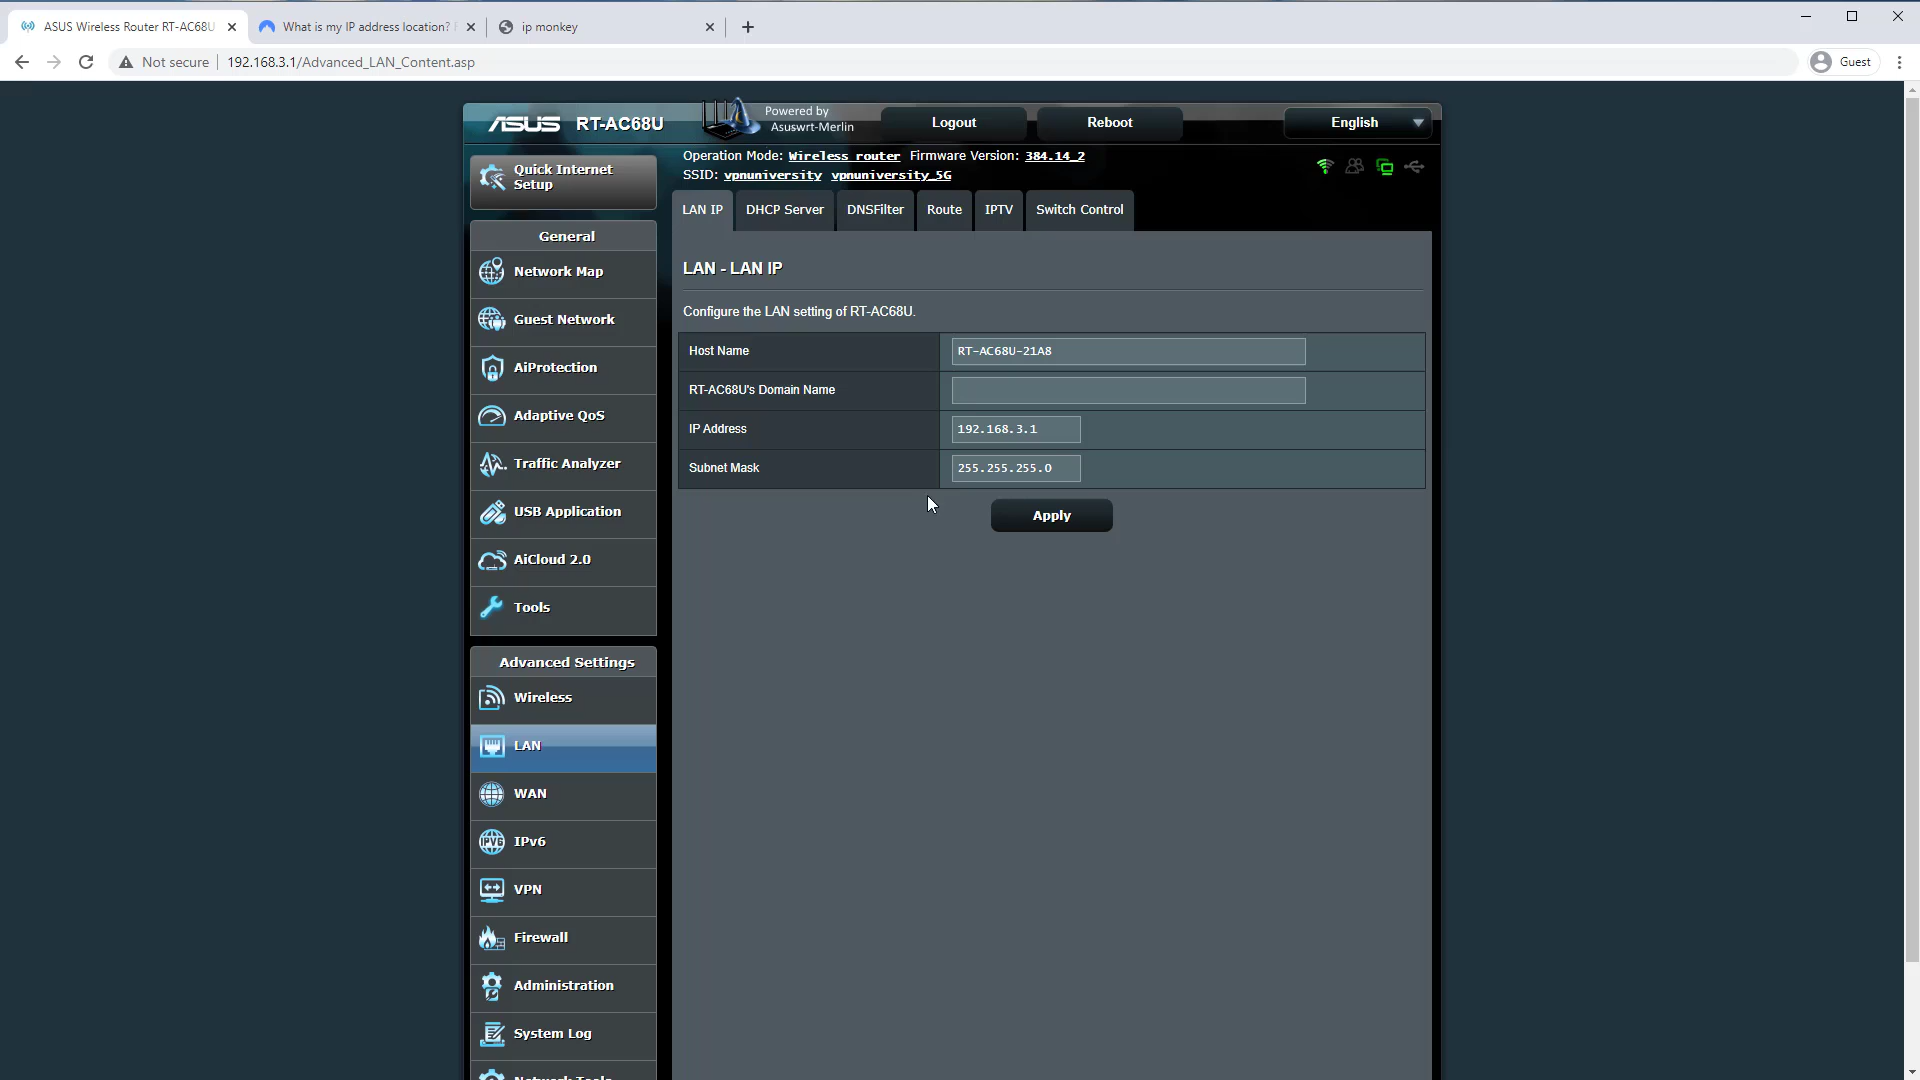 ASUS Wireless Router RT-AC68U
What is my IP address location?
ip monkey
Not secure
192.168.3.1/Advanced_LAN_Content.asp
Guest
ASUS RT-AC68U
Powered by
Asuswrt-Merlin
Logout
Reboot
English
Operation Mode: Wireless router Firmware Version: 384.14_2
SSID: vpnuniversity vpnuniversity_5G
Quick Internet
Setup
General
Network Map
Guest Network
AiProtection
Adaptive QoS
Traffic Analyzer
USB Application
AiCloud 2.0
Tools
Advanced Settings
Wireless
LAN
WAN
IPv6
VPN
Firewall
Administration
System Log
Network Tools
LAN IP
DHCP Server
DNSFilter
Route
IPTV
Switch Control
LAN - LAN IP
Configure the LAN setting of RT-AC68U.
Host Name
RT-AC68U-21A8
RT-AC68U's Domain Name
IP Address
192.168.3.1
Subnet Mask
255.255.255.0
Apply